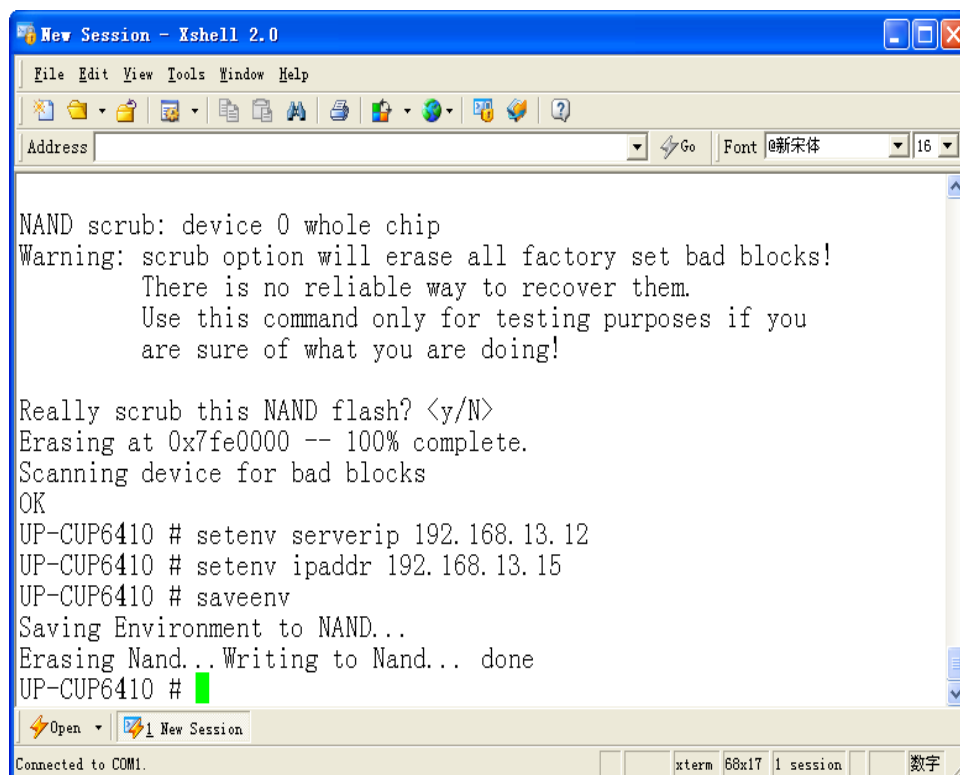 New Session - Xshell 2.0
File Edit View Tools Window Help
Address
Go
Font @新宋体
16
NAND scrub: device 0 whole chip
Warning: scrub option will erase all factory set bad blocks!
There is no reliable way to recover them.
Use this command only for testing purposes if you
are sure of what you are doing!
Really scrub this NAND flash? <y/N>
Erasing at 0x7fe0000 -- 100% complete.
Scanning device for bad blocks
OK
UP-CUP6410 # setenv serverip 192.168.13.12
UP-CUP6410 # setenv ipaddr 192.168.13.15
UP-CUP6410 # saveenv
Saving Environment to NAND...
Erasing Nand...Writing to Nand... done
UP-CUP6410 #
Open
1 New Session
Connected to COM1.
xterm
68x17
1 session
数字